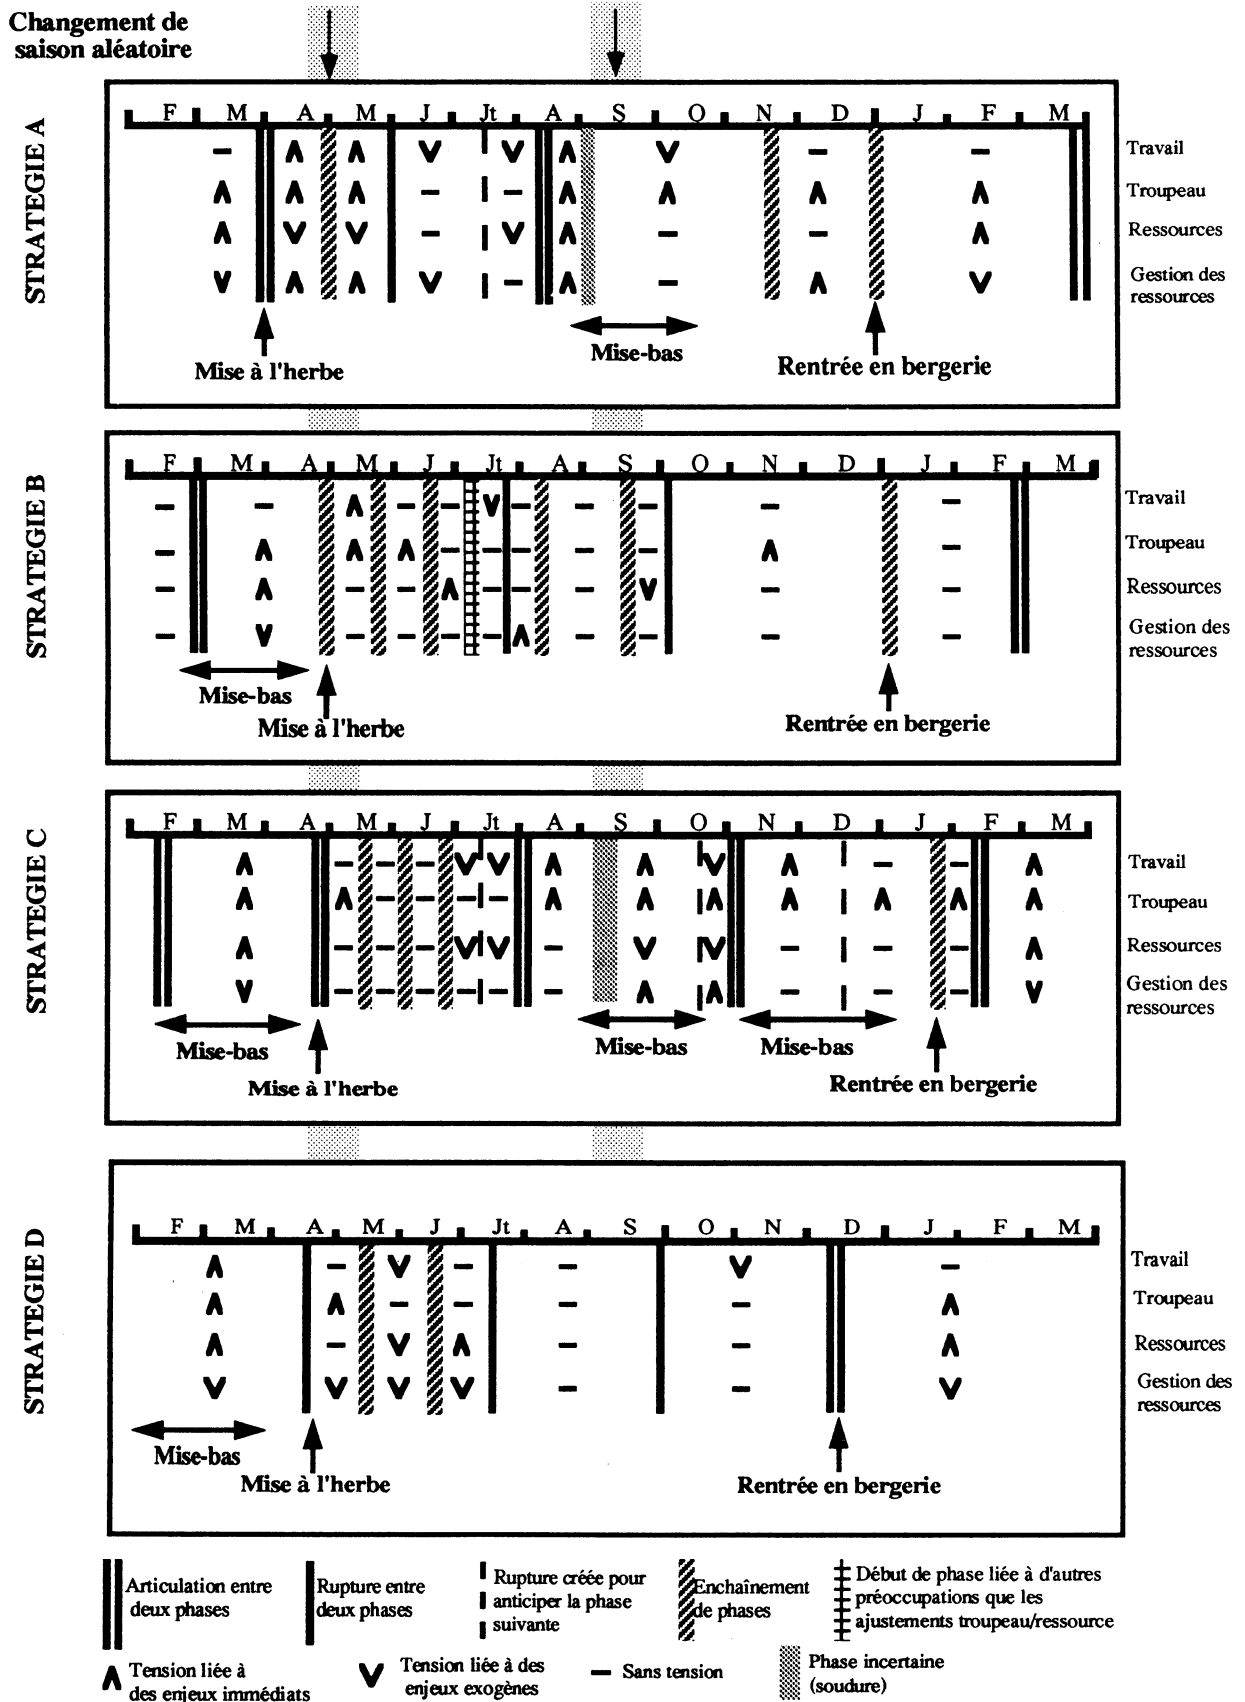 Changement de
saison aléatoire
STRATEGIE A
F M A M J Jt A S O N D J F M
Travail
Troupeau
Ressources
Gestion des
ressources
Mise à l'herbe
Mise-bas
Rentrée en bergerie
STRATEGIE B
F M A M J Jt A S O N D J F M
Travail
Troupeau
Ressources
Gestion des
ressources
Mise-bas
Mise à l'herbe
Rentrée en bergerie
STRATEGIE C
F M A M J Jt A S O N D J F M
Travail
Troupeau
Ressources
Gestion des
ressources
Mise-bas
Mise-bas
Mise-bas
Mise à l'herbe
Rentrée en bergerie
STRATEGIE D
F M A M J Jt A S O N D J F M
Travail
Troupeau
Ressources
Gestion des
ressources
Mise-bas
Mise à l'herbe
Rentrée en bergerie
Articulation entre
deux phases
Rupture entre
deux phases
Rupture créée pour
anticiper la phase
suivante
Enchaînement
de phases
Début de phase liée à d'autres
préoccupations que les
ajustements troupeau/ressource
Tension liée à
des enjeux immédiats
Tension liée à des
enjeux exogènes
Sans tension
Phase incertaine
(soudure)